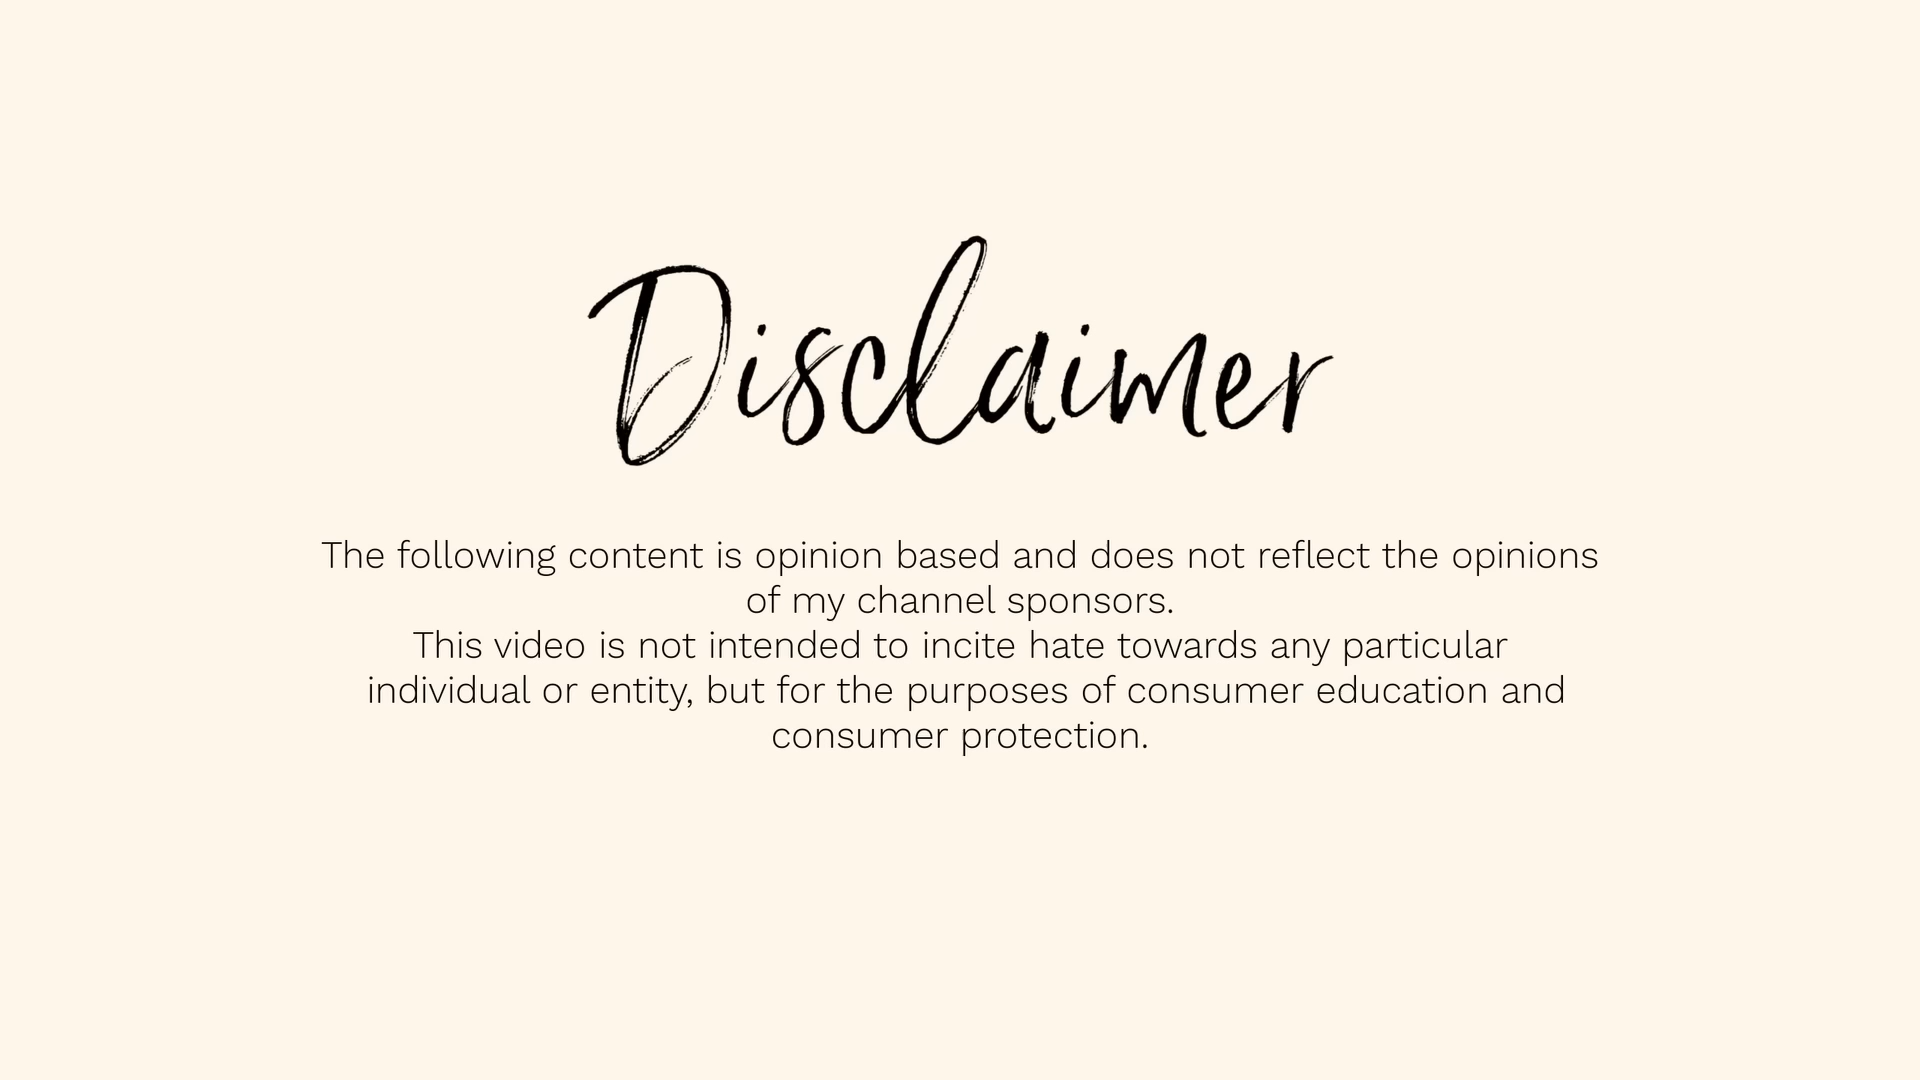 Disclaimer
The following content is opinion based and does not reflect the opinions
of my channel sponsors.
This video is not intended to incite hate towards any particular
individual or entity, but for the purposes of consumer education and
consumer protection.